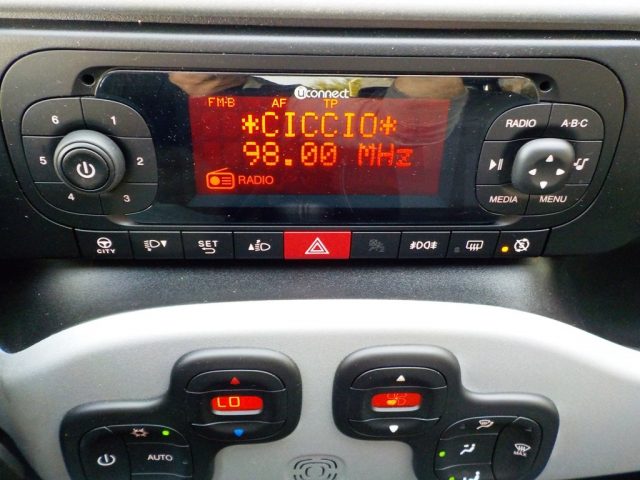 uconnect
FM-B AF TP
*CICCIO*
98.00 MHz
RADIO
6 1
5 2
4 3
RADIO A·B·C
MEDIA MENU
CITY SET
LO
AUTO
MAX